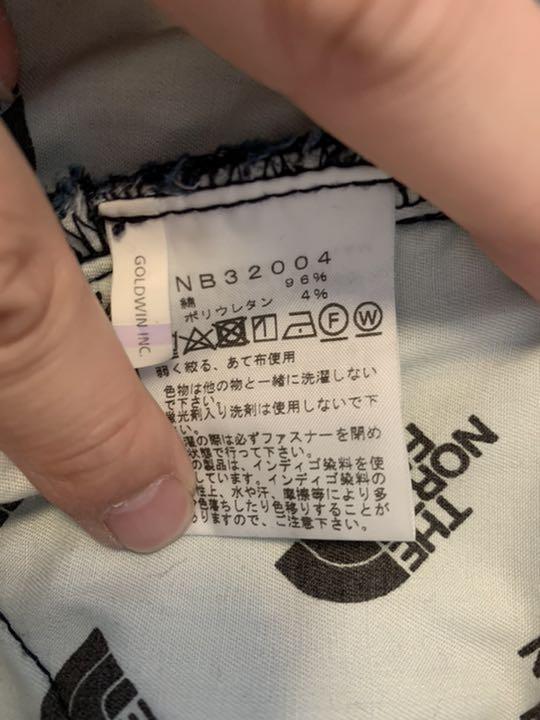 GOLDWIN INC.
NB32004
綿 96%
ポリウレタン 4%
F W
弱く絞る、あて布使用
色物は他の物と一緒に洗濯しない
で下さい。
蛍光剤入り洗剤は使用しないで下
さい。
濯の際は必ずファスナーを閉め
状態で行って下さい。
の製品は、インディゴ染料を使
しています。インディゴ染料の
性上、水や汗、摩擦等により多
色落ちしたり色移りすることが
りますので、ご注意下さい。
THE
NORTH
F